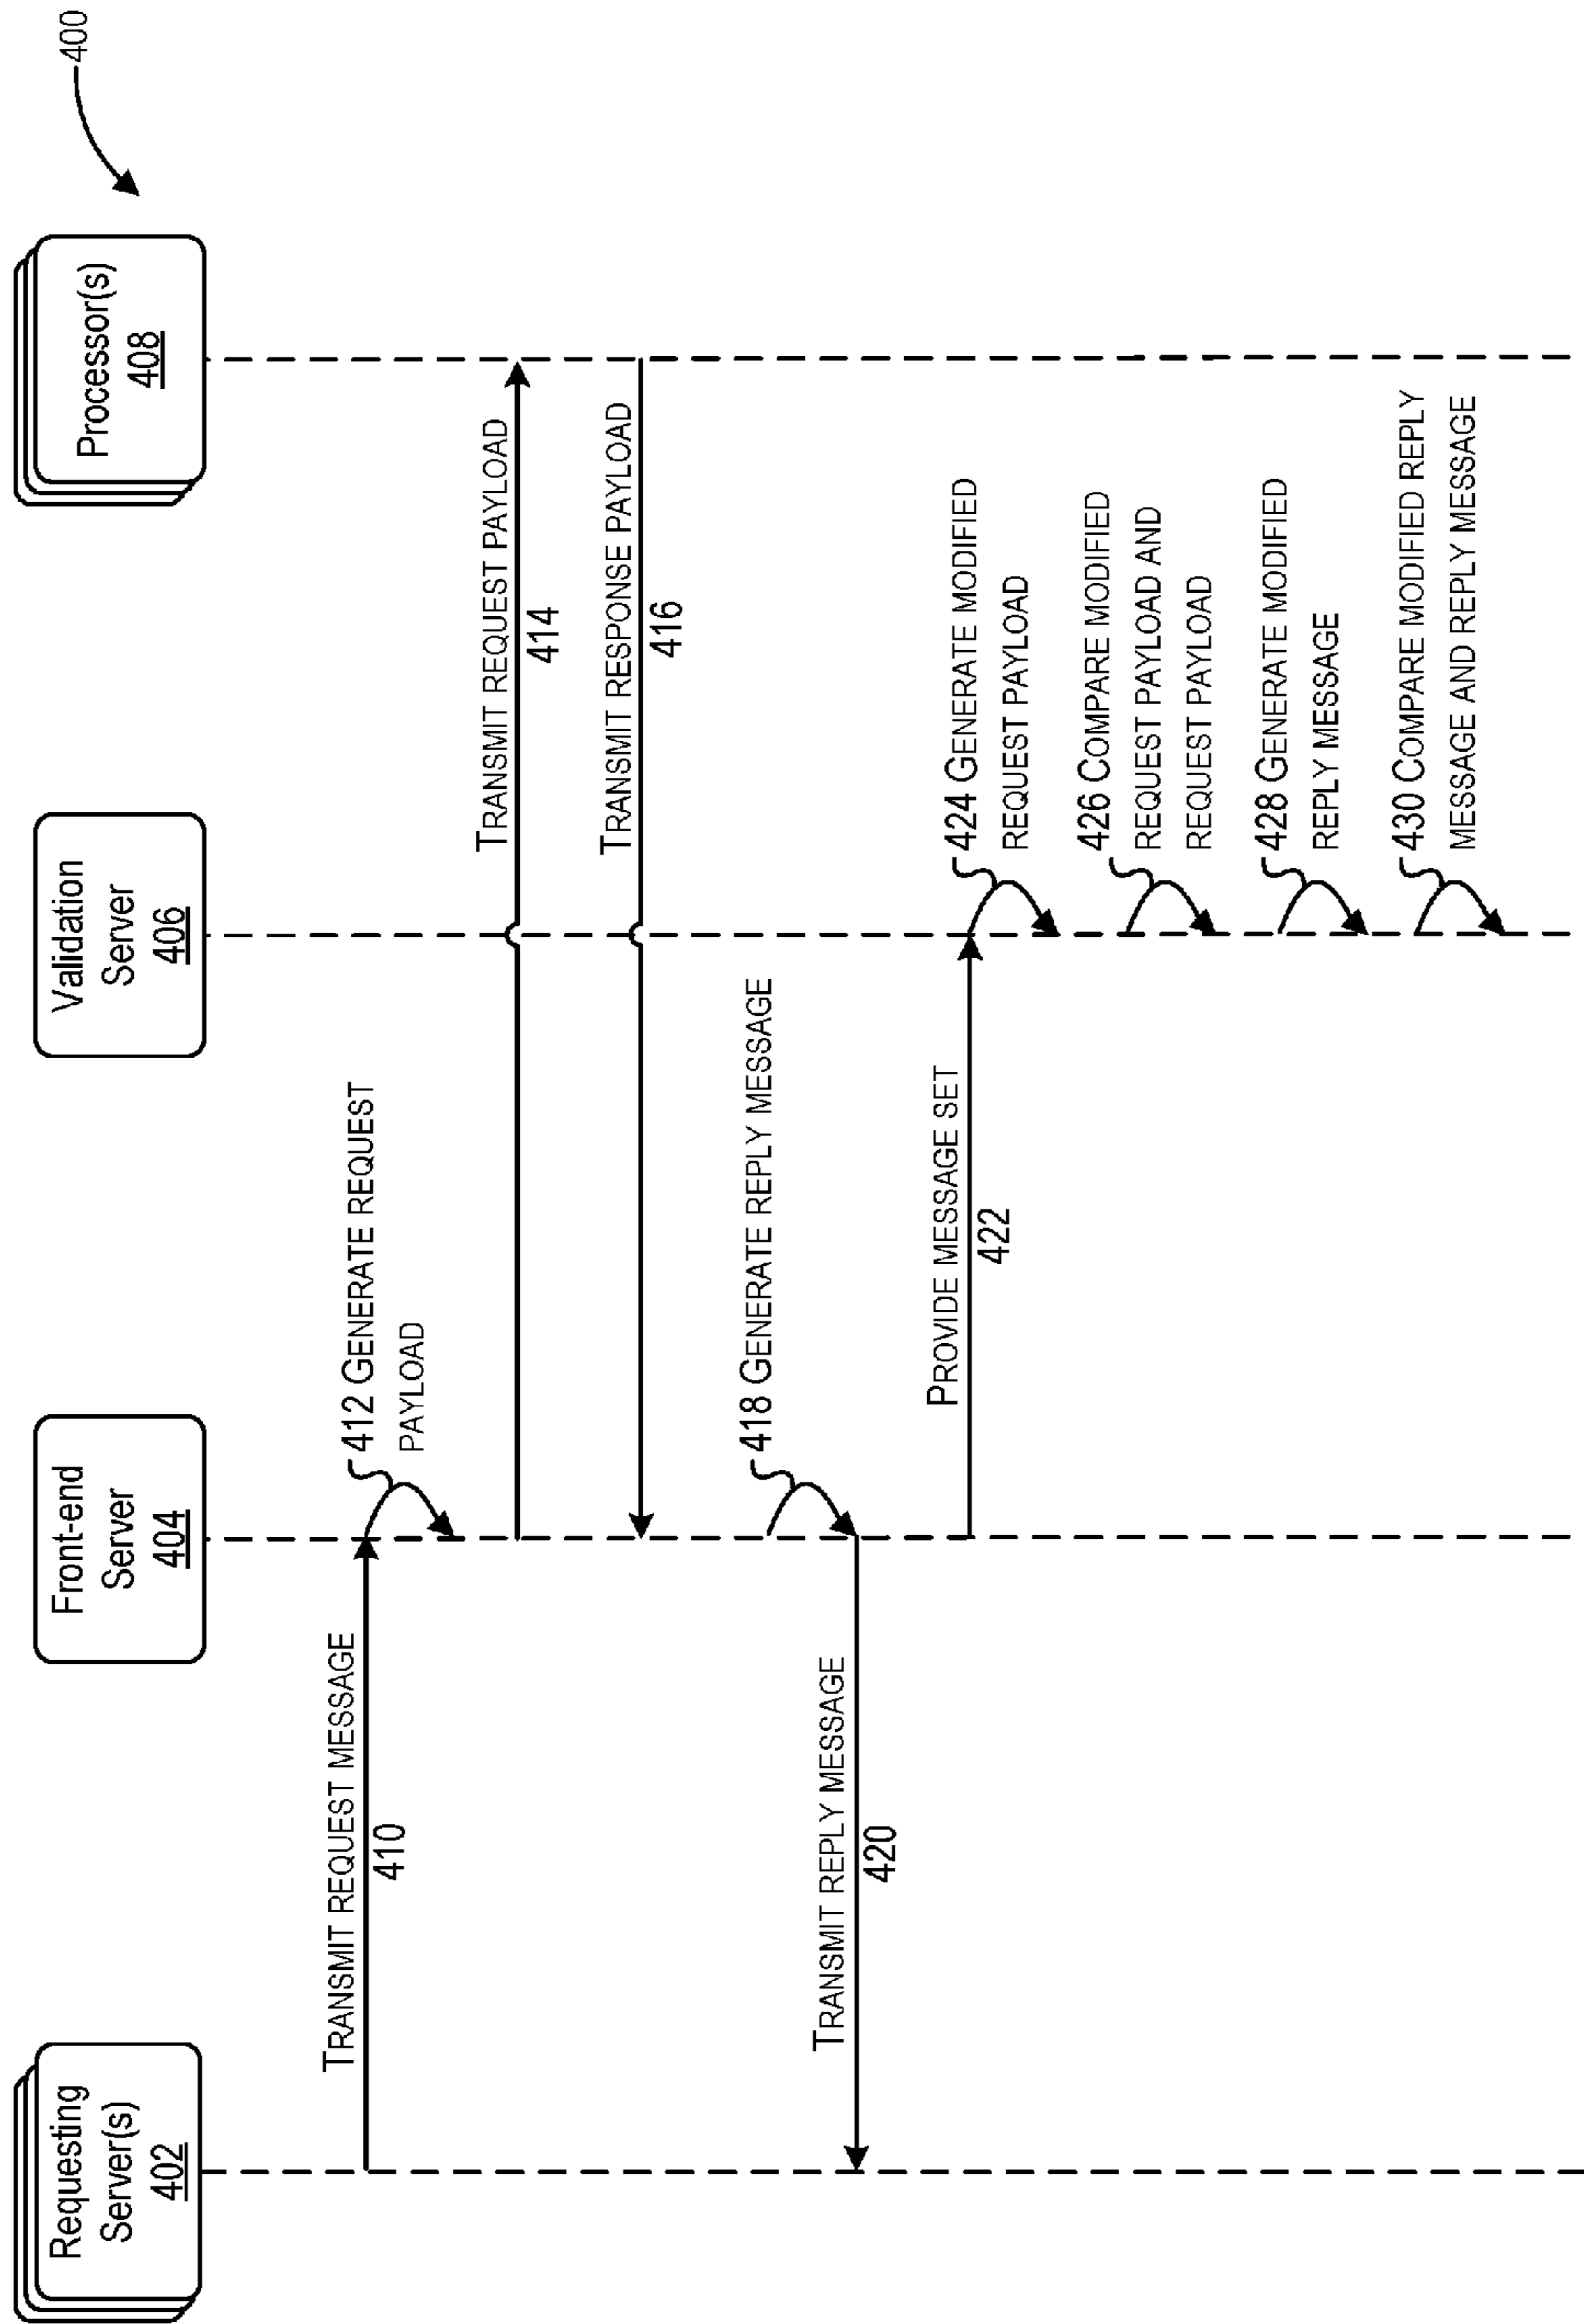 400
Requesting
Server(s)
402
Front-end
Server
404
Validation
Server
406
Processor(s)
408
TRANSMIT REQUEST MESSAGE
410
412 GENERATE REQUEST
PAYLOAD
TRANSMIT REQUEST PAYLOAD
414
TRANSMIT RESPONSE PAYLOAD
416
418 GENERATE REPLY MESSAGE
TRANSMIT REPLY MESSAGE
420
PROVIDE MESSAGE SET
422
424 GENERATE MODIFIED
REQUEST PAYLOAD
426 COMPARE MODIFIED
REQUEST PAYLOAD AND
REQUEST PAYLOAD
428 GENERATE MODIFIED
REPLY MESSAGE
430 COMPARE MODIFIED REPLY
MESSAGE AND REPLY MESSAGE